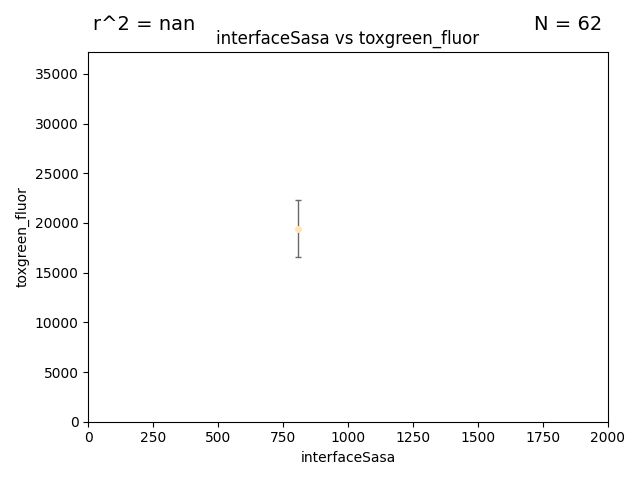 r^2 = nan
N = 62
interfaceSasa vs toxgreen_fluor
35000
30000
25000
20000
15000
10000
5000
0
toxgreen_fluor
0 250 500 750 1000 1250 1500 1750 2000
interfaceSasa